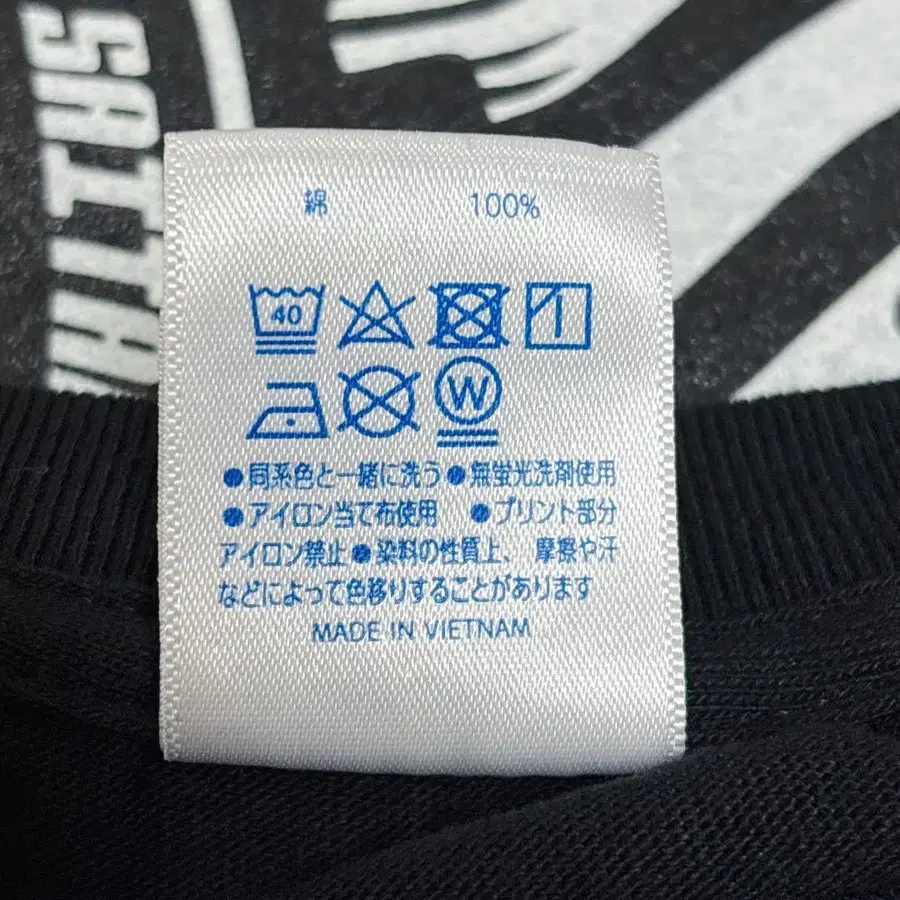 綿 100%
40
W
●同系色と一緒に洗う●無蛍光洗剤使用
●アイロン当て布使用 ●プリント部分
アイロン禁止●染料の性質上、摩擦や汗
などによって色移りすることがあります
MADE IN VIETNAM